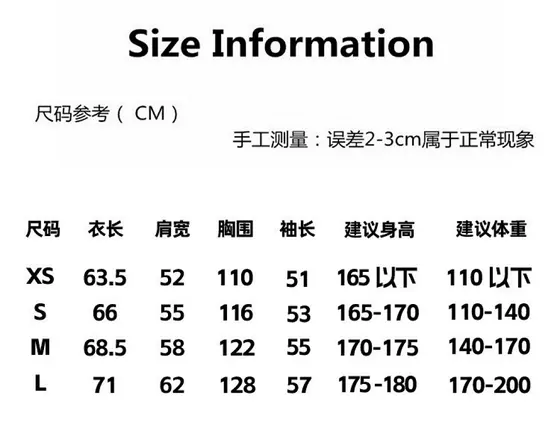 Size Information
尺码参考（ CM ）
手工测量：误差2-3cm属于正常现象
尺码 衣长 肩宽 胸围 袖长 建议身高 建议体重
XS 63.5 52 110 51 165 以下 110 以下
S 66 55 116 53 165-170 110-140
M 68.5 58 122 55 170-175 140-170
L 71 62 128 57 175-180 170-200